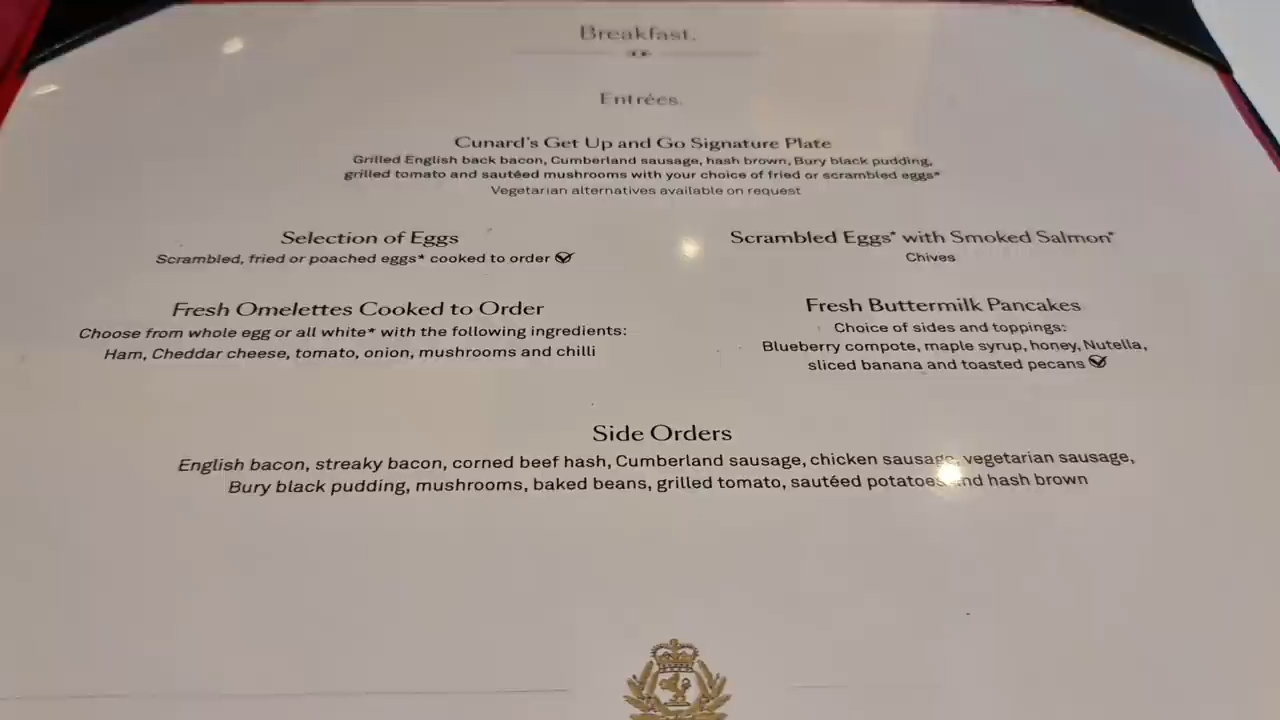 Breakfast.
Entrées.
Cunard's Get Up and Go Signature Plate
Grilled English back bacon, Cumberland sausage, hash brown, Bury black pudding,
grilled tomato and sautéed mushrooms with your choice of fried or scrambled eggs*
Vegetarian alternatives available on request
Selection of Eggs
Scrambled, fried or poached eggs* cooked to order
Scrambled Eggs* with Smoked Salmon*
Chives
Fresh Omelettes Cooked to Order
Choose from whole egg or all white* with the following ingredients:
Ham, Cheddar cheese, tomato, onion, mushrooms and chilli
Fresh Buttermilk Pancakes
Choice of sides and toppings:
Blueberry compote, maple syrup, honey, Nutella,
sliced banana and toasted pecans
Side Orders
English bacon, streaky bacon, corned beef hash, Cumberland sausage, chicken sausage, vegetarian sausage,
Bury black pudding, mushrooms, baked beans, grilled tomato, sautéed potatoes and hash brown